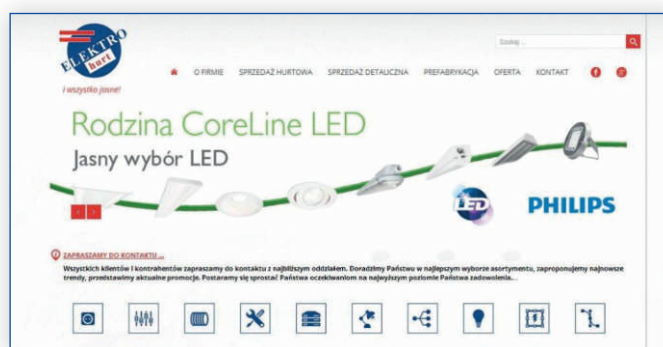 ELEKTRO
hurt
i wszystko jasne!
Szukaj ...
O FIRMIE SPRZEDAŻ HURTOWA SPRZEDAŻ DETALICZNA PREFABRYKACJA OFERTA KONTAKT
Rodzina CoreLine LED
Jasny wybór LED
LED
PHILIPS
ZAPRASZAMY DO KONTAKTU ...
Wszystkich klientów i kontrahentów zapraszamy do kontaktu z najbliższym oddziałem. Doradzimy Państwu w najlepszym wyborze asortymentu, zaproponujemy najnowsze
trendy, przedstawimy aktualne promocje. Postaramy się sprostać Państwa oczekiwaniom na najwyższym poziomie Państwa zadowolenia...